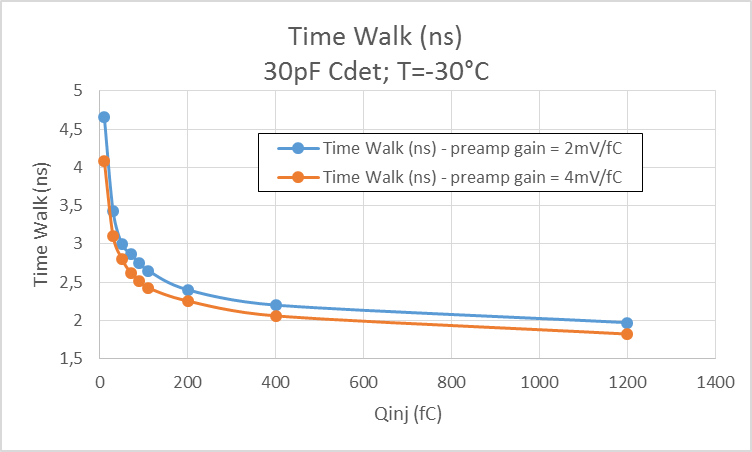 Time Walk (ns)
30pF Cdet; T=-30°C
5
4,5
4
3,5
3
2,5
2
1,5
Time Walk (ns)
Time Walk (ns) - preamp gain = 2mV/fC
Time Walk (ns) - preamp gain = 4mV/fC
0 200 400 600 800 1000 1200 1400
Qinj (fC)